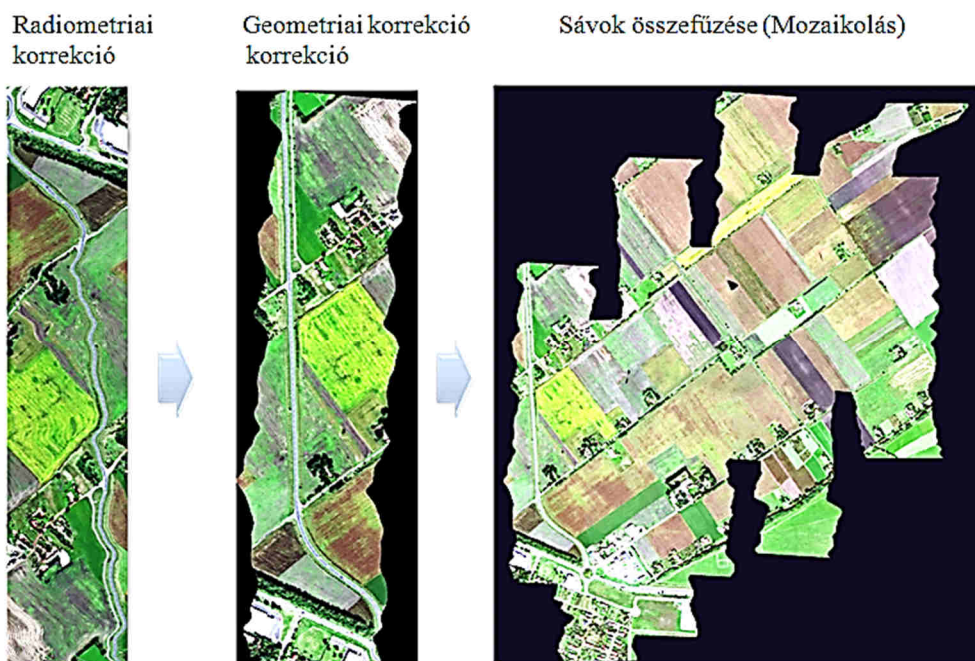 Radiometriai
korrekció
Geometriai korrekció
korrekció
Sávok összefűzése (Mozaikolás)